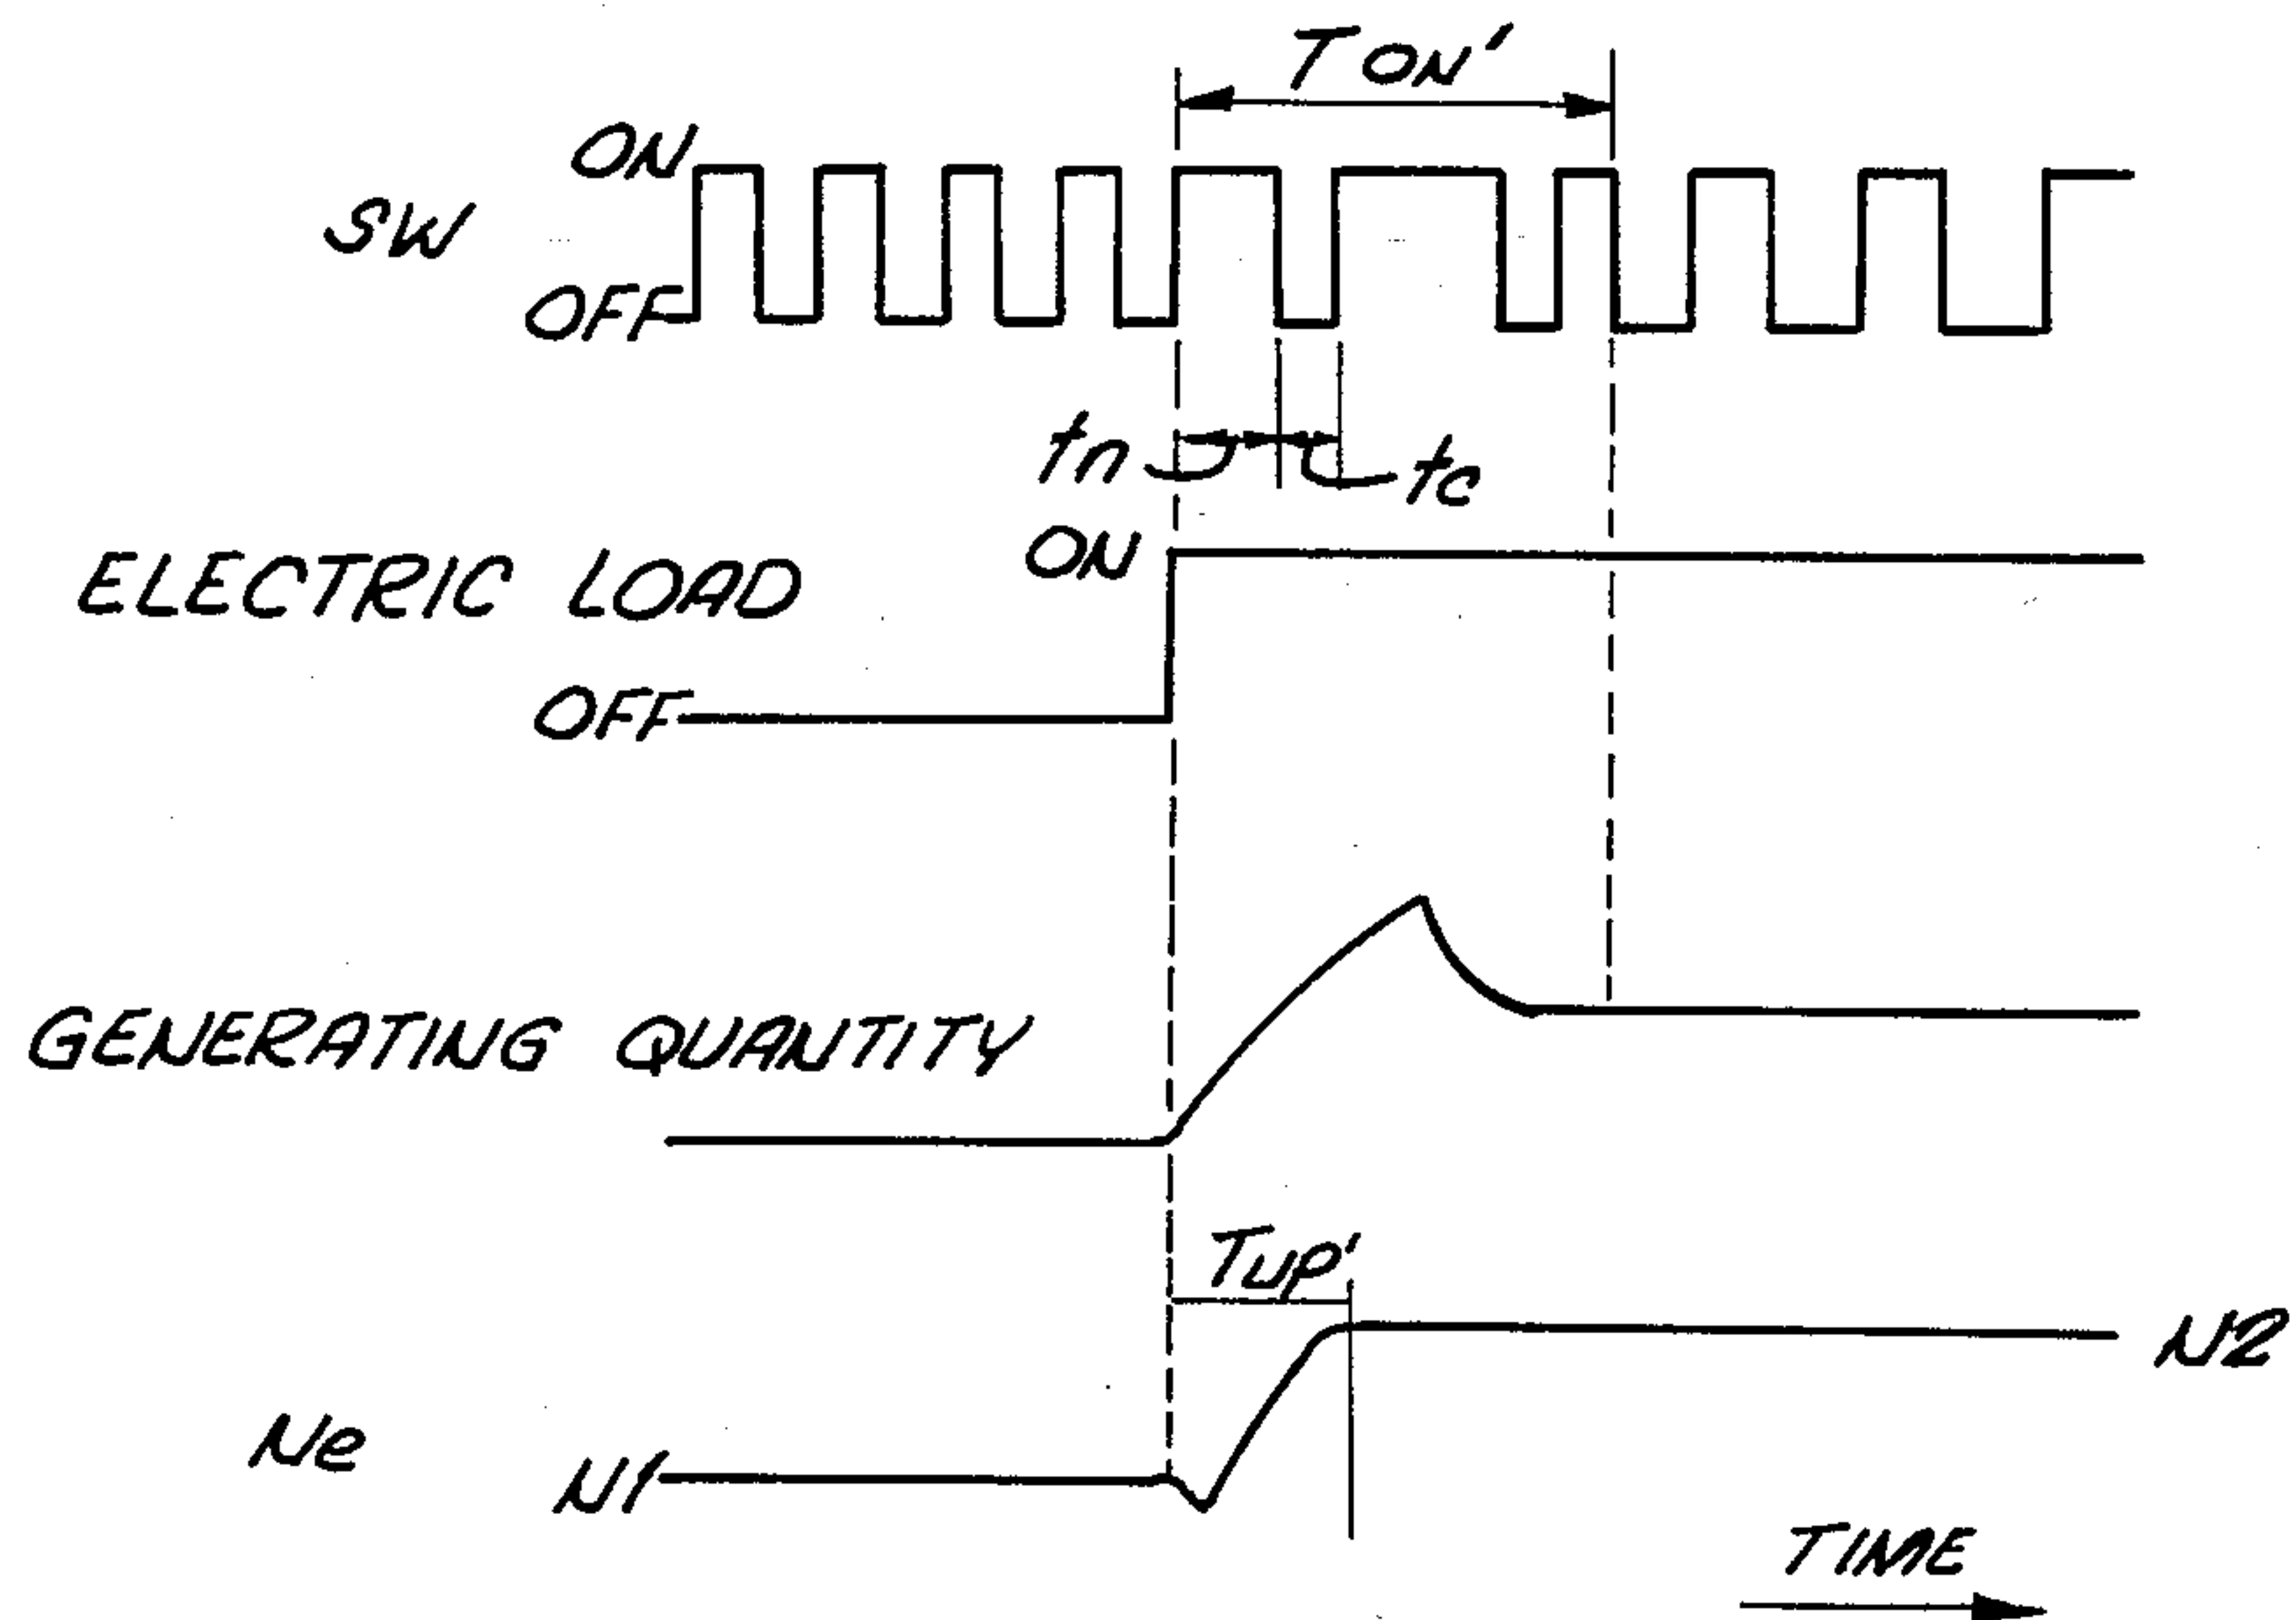 TON'
ON
SW
OFF
tn
tc
ON
ELECTRIC LOAD
OFF
GENERATING QUANTITY
Tup'
N2
Ne
N1
TIME